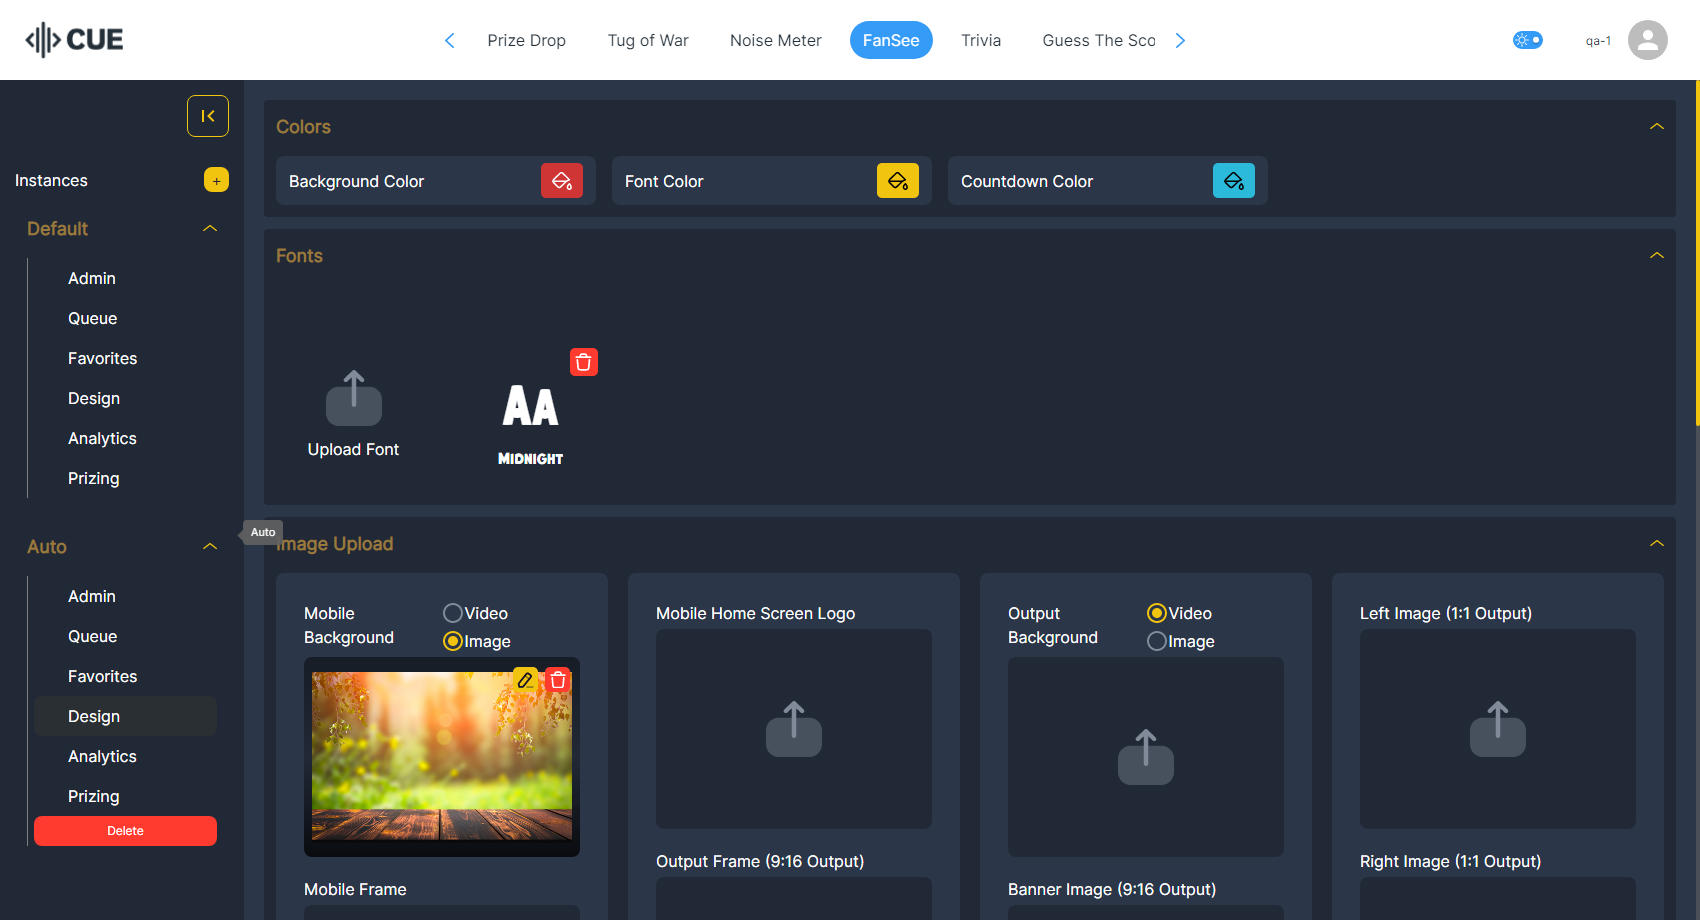 CUE
Prize Drop
Tug of War
Noise Meter
FanSee
Trivia
Guess The Sco
qa-1
Instances
+
Default
Admin
Queue
Favorites
Design
Analytics
Prizing
Auto
Admin
Queue
Favorites
Design
Analytics
Prizing
Delete
Auto
Colors
Background Color
Font Color
Countdown Color
Fonts
Upload Font
AA
MIDNIGHT
Image Upload
Mobile
Background
Video
Image
Mobile Frame
Mobile Home Screen Logo
Output Frame (9:16 Output)
Output
Background
Video
Image
Banner Image (9:16 Output)
Left Image (1:1 Output)
Right Image (1:1 Output)